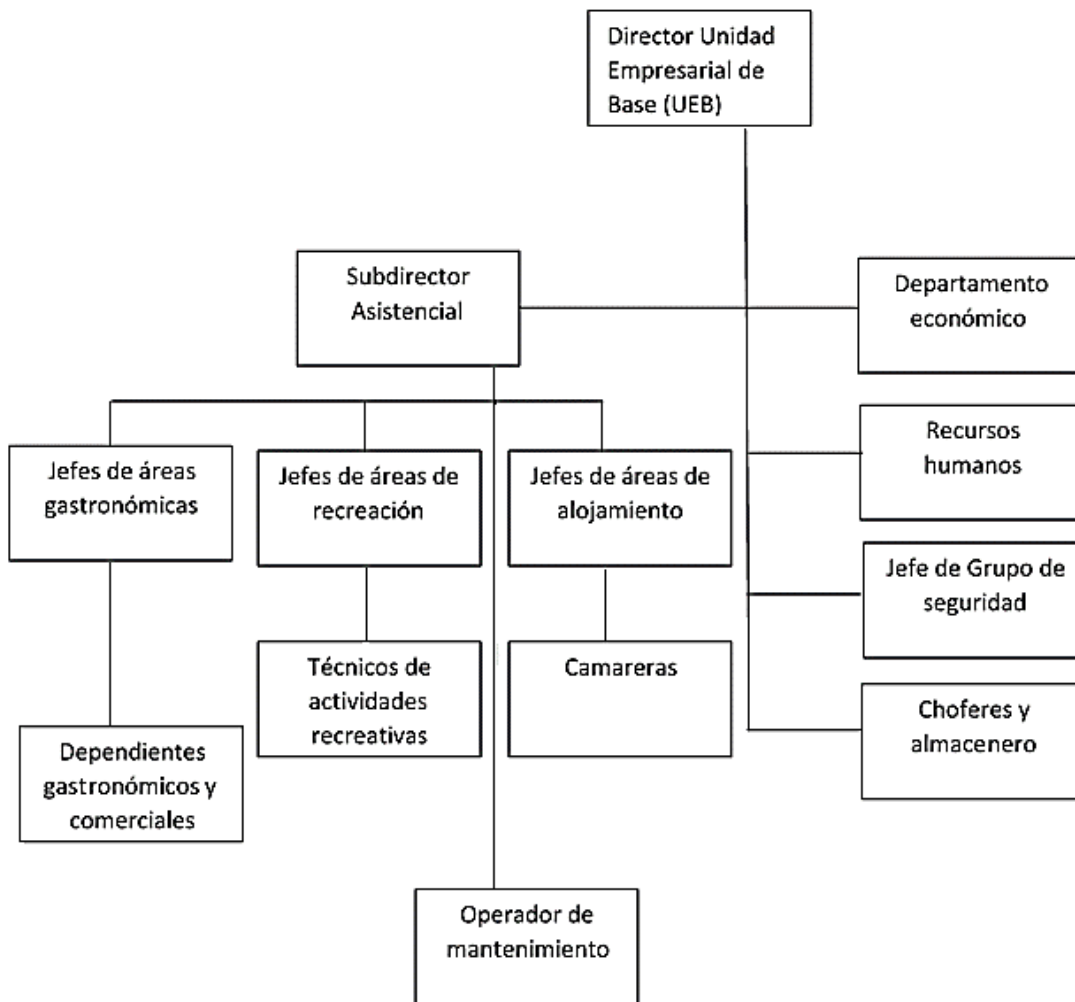 Director Unidad
Empresarial de
Base (UEB)
Subdirector
Asistencial
Departamento
económico
Jefes de áreas
gastronómicas
Jefes de áreas de
recreación
Jefes de áreas de
alojamiento
Recursos
humanos
Jefe de Grupo de
seguridad
Técnicos de
actividades
recreativas
Camareras
Choferes y
almacenero
Dependientes
gastronómicos y
comerciales
Operador de
mantenimiento